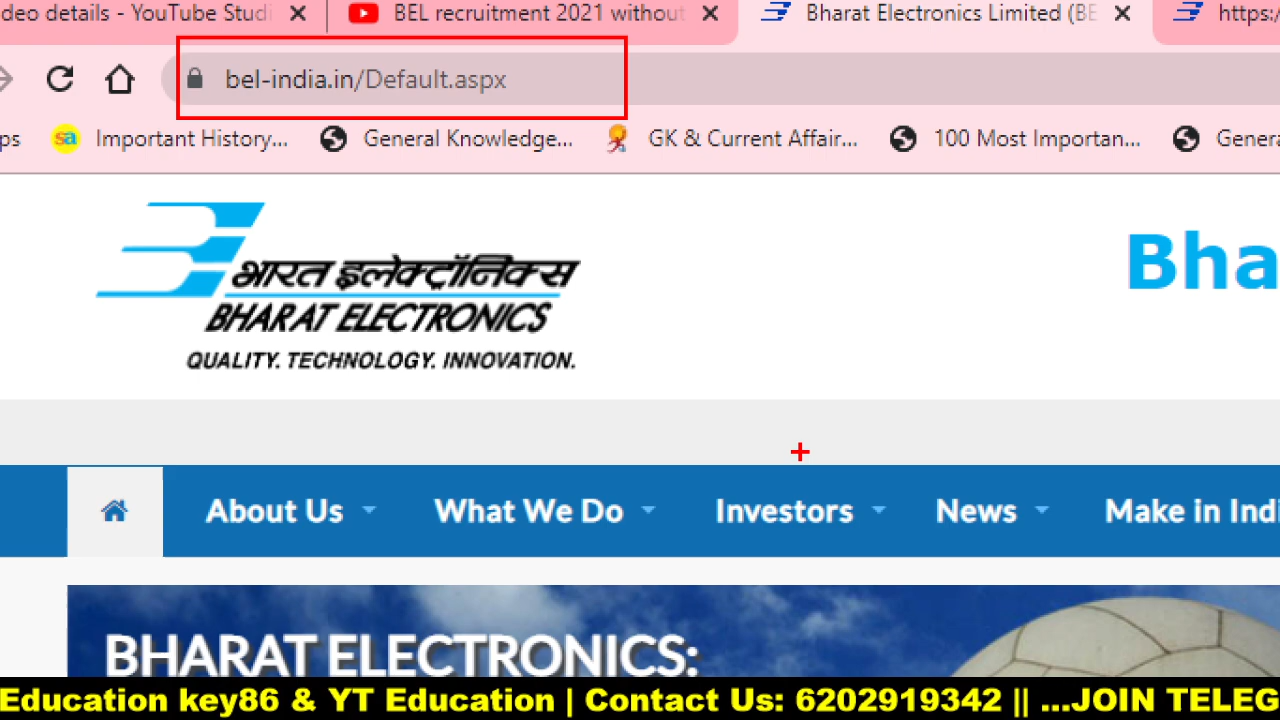 deo details - YouTube Studi
BEL recruitment 2021 without
Bharat Electronics Limited (BE
https:/
bel-india.in/Default.aspx
ps
sa
Important History...
General Knowledge...
GK & Current Affair...
100 Most Importan...
Genera
भारत इलेक्ट्रॉनिक्स
BHARAT ELECTRONICS
QUALITY. TECHNOLOGY. INNOVATION.
Bha
About Us
What We Do
Investors
News
Make in Indi
BHARAT ELECTRONICS:
Education key86 & YT Education | Contact Us: 6202919342 || ...JOIN TELEG